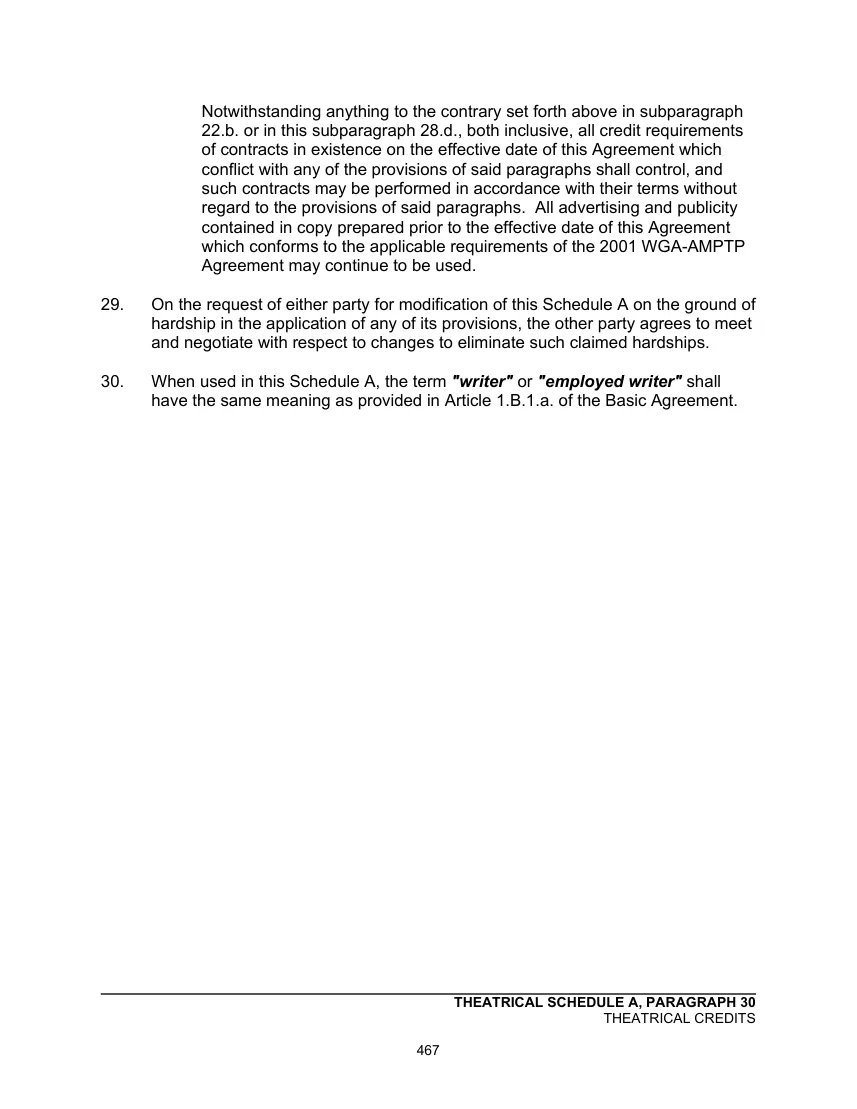 Notwithstanding anything to the contrary set forth above in subparagraph
22.b. or in this subparagraph 28.d., both inclusive, all credit requirements
of contracts in existence on the effective date of this Agreement which
conflict with any of the provisions of said paragraphs shall control, and
such contracts may be performed in accordance with their terms without
regard to the provisions of said paragraphs.  All advertising and publicity
contained in copy prepared prior to the effective date of this Agreement
which conforms to the applicable requirements of the 2001 WGA-AMPTP
Agreement may continue to be used.
29. On the request of either party for modification of this Schedule A on the ground of
hardship in the application of any of its provisions, the other party agrees to meet
and negotiate with respect to changes to eliminate such claimed hardships.
30. When used in this Schedule A, the term "writer" or "employed writer" shall
have the same meaning as provided in Article 1.B.1.a. of the Basic Agreement.
THEATRICAL SCHEDULE A, PARAGRAPH 30
THEATRICAL CREDITS
467